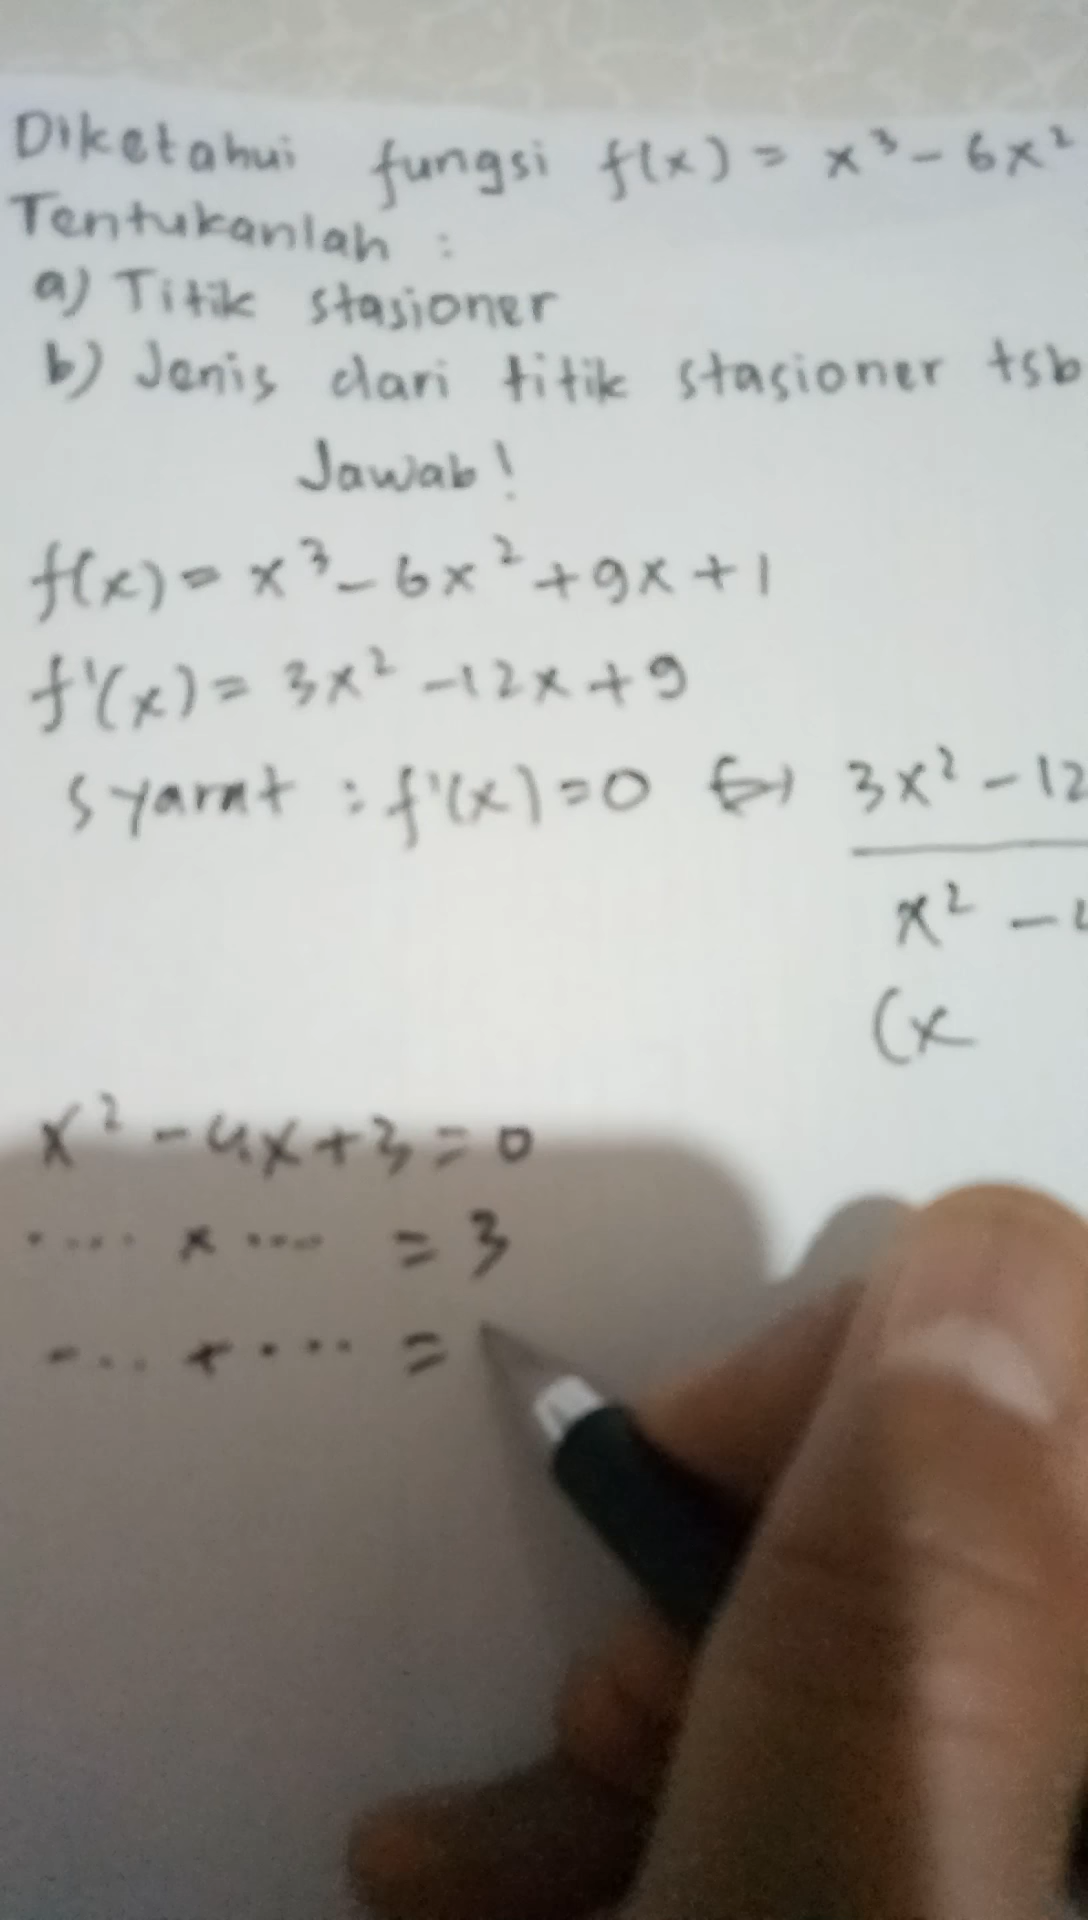 Diketahui fungsi f(x) = x³ - 6x²
Tentukanlah :
a) Titik stasioner
b) Jenis dari titik stasioner tsb
Jawab!
f(x) = x³ - 6x² + 9x + 1
f'(x) = 3x² - 12x + 9
syarat : f'(x) = 0 ⟺ 3x² - 12
x² -
(x
x² - 4x + 3 = 0
.... x .... = 3
.... + .... =